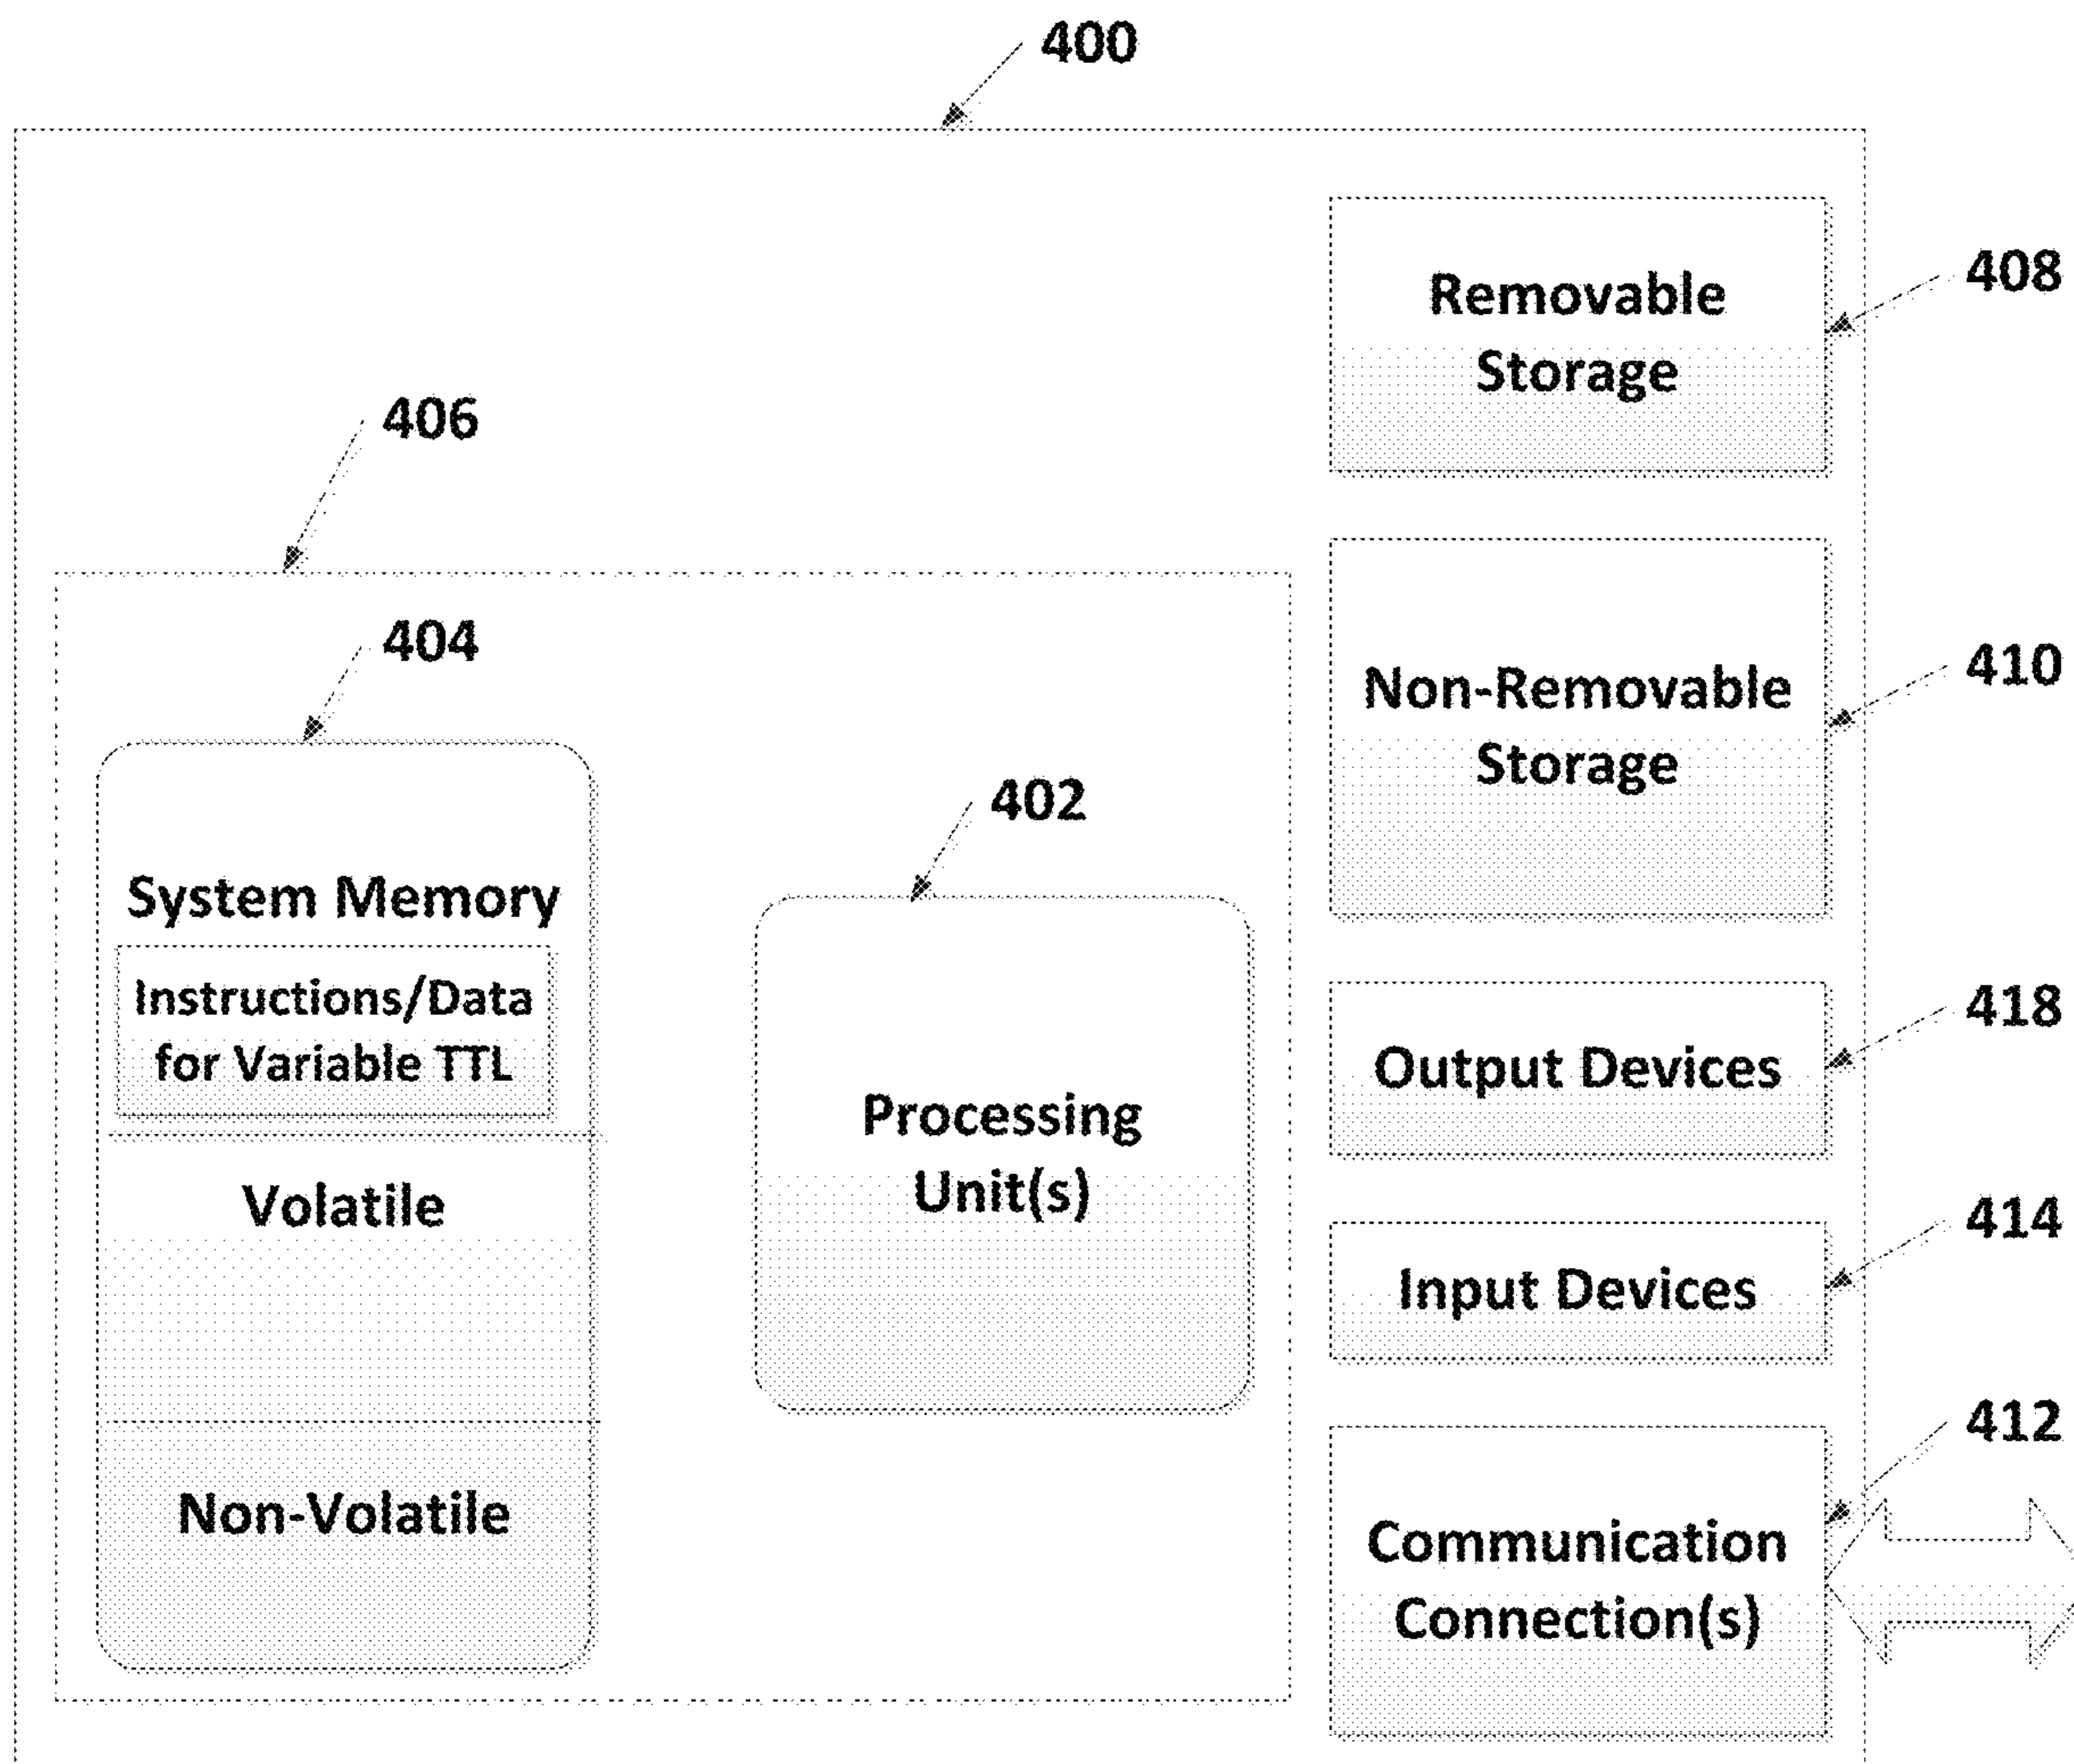 400
Removable
Storage
408
406
Non-Removable
Storage
410
404
402
System Memory
Instructions/Data
for Variable TTL
Volatile
Non-Volatile
Processing
Unit(s)
Output Devices
418
Input Devices
414
412
Communication
Connection(s)